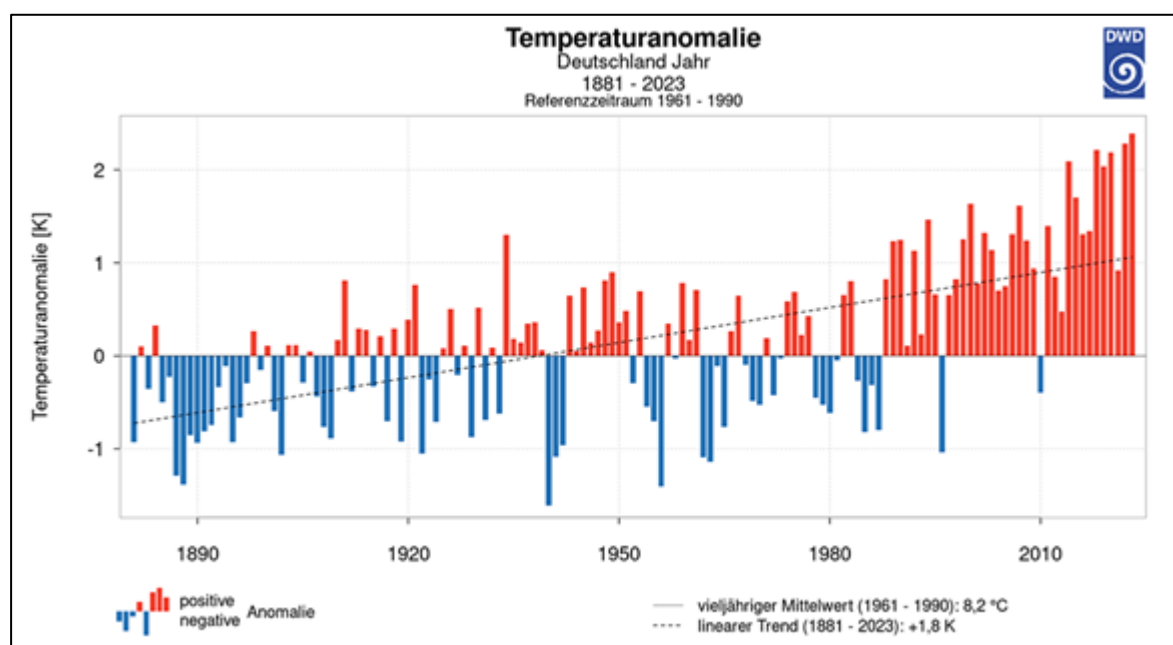 Temperaturanomalie
Deutschland Jahr
1881 - 2023
Referenzzeitraum 1961 - 1990
DWD
Temperaturanomalie [K]
2
1
0
-1
1890
1920
1950
1980
2010
positive
negative
Anomalie
vieljähriger Mittelwert (1961 - 1990): 8,2 °C
linearer Trend (1881 - 2023): +1,8 K